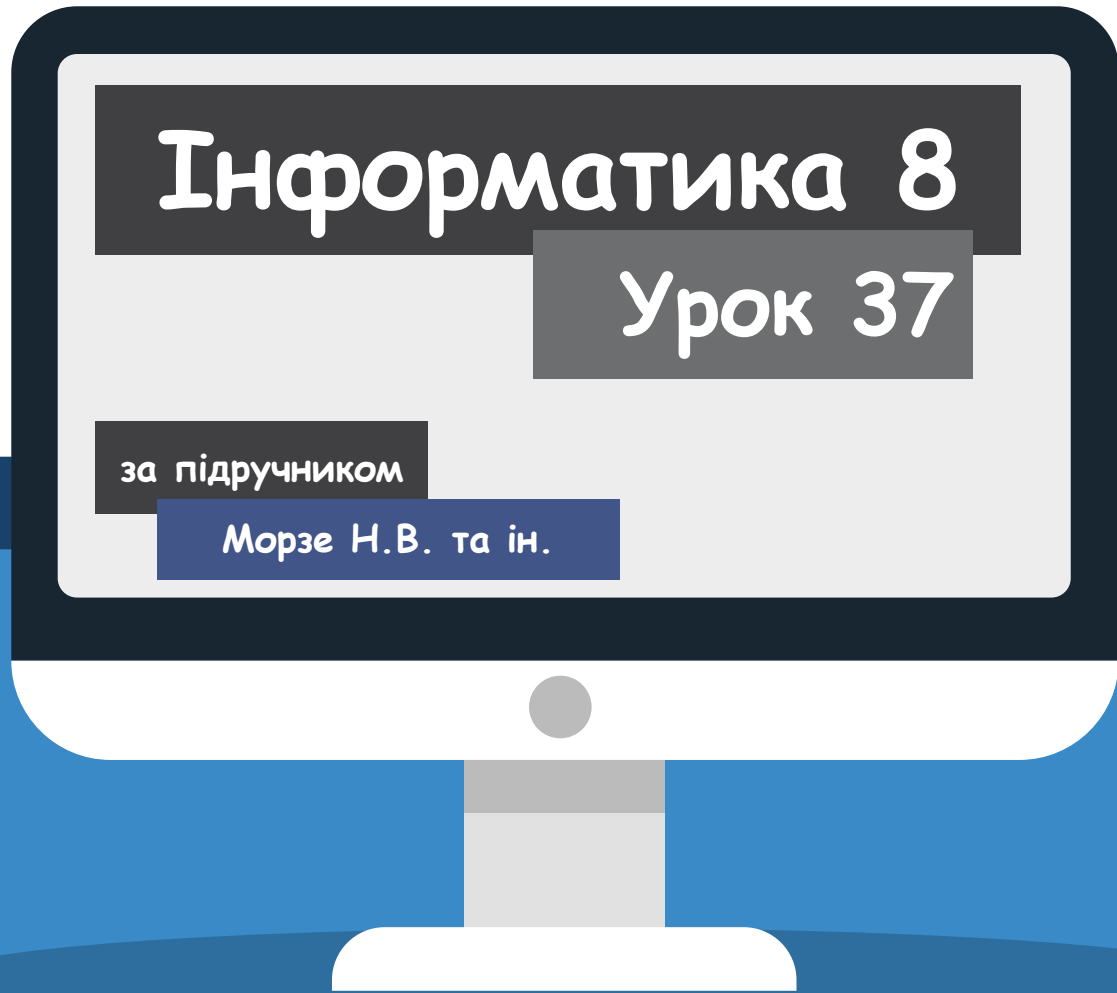 Інформатика 8
Урок 37
за підручником
Морзе Н.В. та ін.